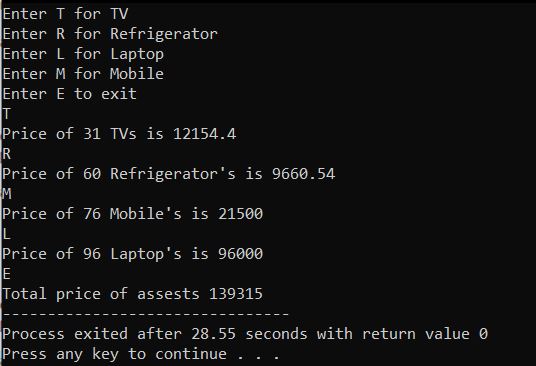 Enter T for TV
Enter R for Refrigerator
Enter L for Laptop
Enter M for Mobile
Enter E to exit
T
Price of 31 TVs is 12154.4
R
Price of 60 Refrigerator's is 9660.54
M
Price of 76 Mobile's is 21500
L
Price of 96 Laptop's is 96000
E
Total price of assests 139315
--------------------------------
Process exited after 28.55 seconds with return value 0
Press any key to continue . . .